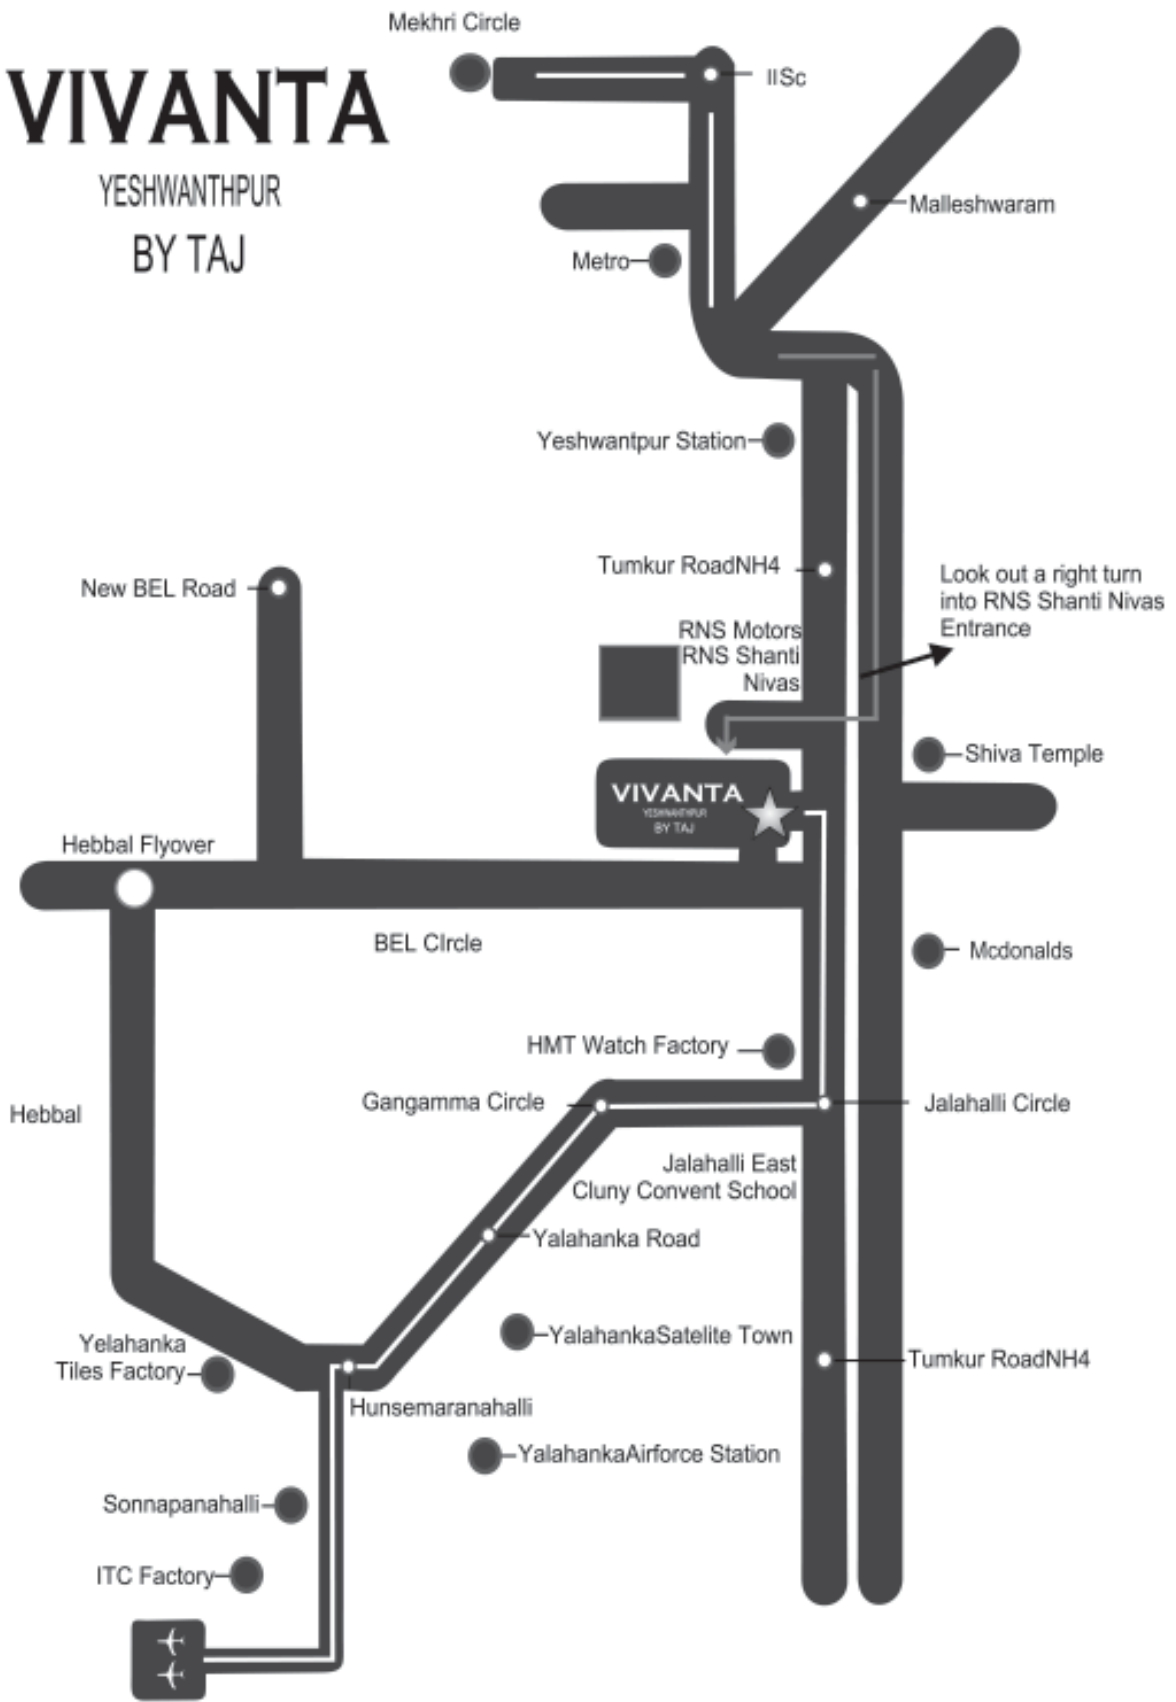 Mekhri Circle
IISc
VIVANTA
YESHWANTHPUR
BY TAJ
Malleshwaram
Metro
Yeshwantpur Station
Tumkur RoadNH4
Look out a right turn
into RNS Shanti Nivas
Entrance
New BEL Road
RNS Motors
RNS Shanti
Nivas
Shiva Temple
VIVANTA
YESHWANTHPUR
BY TAJ
Hebbal Flyover
BEL CIrcle
Mcdonalds
HMT Watch Factory
Gangamma Circle
Jalahalli Circle
Hebbal
Jalahalli East
Cluny Convent School
Yalahanka Road
YalahankaSatelite Town
Yelahanka
Tiles Factory
Tumkur RoadNH4
Hunsemaranahalli
YalahankaAirforce Station
Sonnapanahalli
ITC Factory